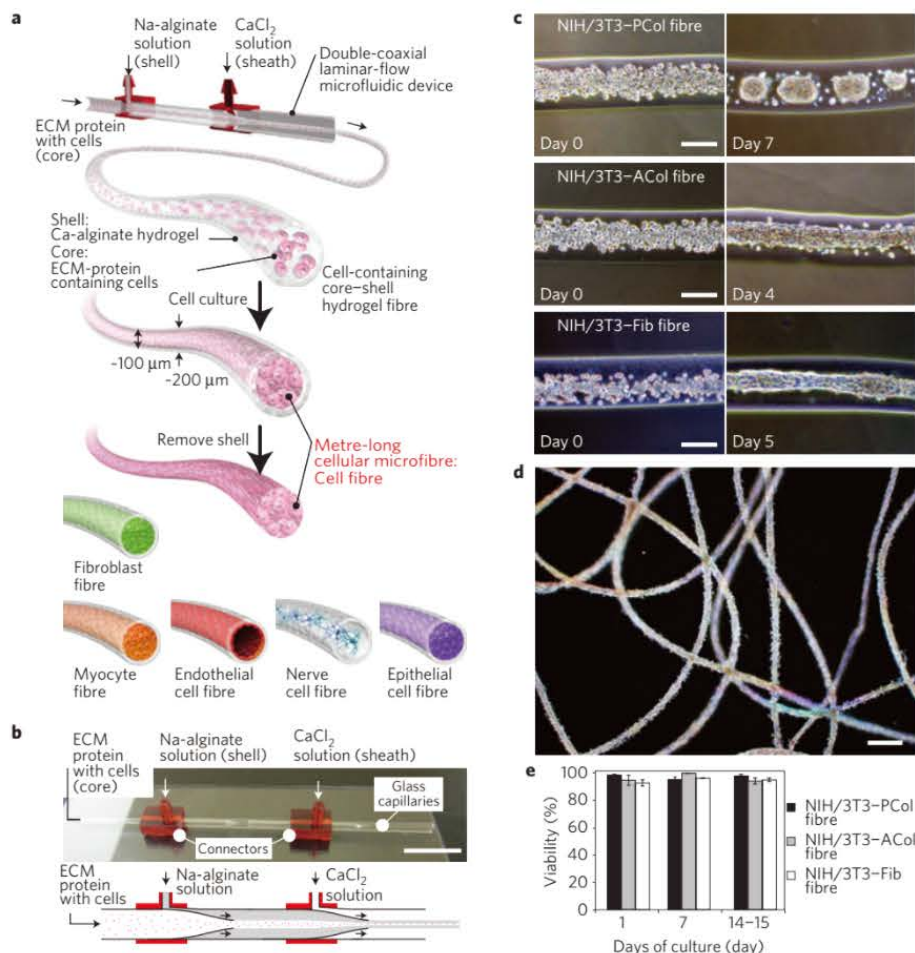 a
Na-alginate
solution
(shell)
CaCl2
solution
(sheath)
Double-coaxial
laminar-flow
microfluidic device
ECM protein
with cells
(core)
Shell:
Ca-alginate hydrogel
Core:
ECM-protein
containing cells
Cell-containing
core–shell
hydrogel fibre
Cell culture
~100 μm
~200 μm
Remove shell
Metre-long
cellular microfibre:
Cell fibre
Fibroblast
fibre
Myocyte
fibre
Endothelial
cell fibre
Nerve
cell fibre
Epithelial
cell fibre
b
ECM
protein
with cells
(core)
Na-alginate
solution (shell)
CaCl2
solution (sheath)
Glass
capillaries
Connectors
ECM
protein
with cells
Na-alginate
solution
CaCl2
solution
c
NIH/3T3–PCol fibre
Day 0
Day 7
NIH/3T3–ACol fibre
Day 0
Day 4
NIH/3T3–Fib fibre
Day 0
Day 5
d
e
Viability (%)
100
80
60
40
20
0
1
7
14–15
Days of culture (day)
NIH/3T3–PCol
fibre
NIH/3T3–ACol
fibre
NIH/3T3–Fib
fibre